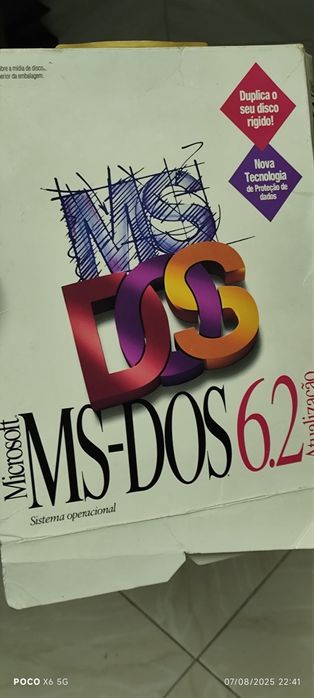 sobre a mídia de disco,
erior da embalagem.
Duplica o
seu disco
rígido!
Nova
Tecnologia
de Proteção de
dados
MS
DOS
Microsoft
MS-DOS 6.2
Atualização
Sistema operacional
POCO X6 5G
07/08/2025 22:41